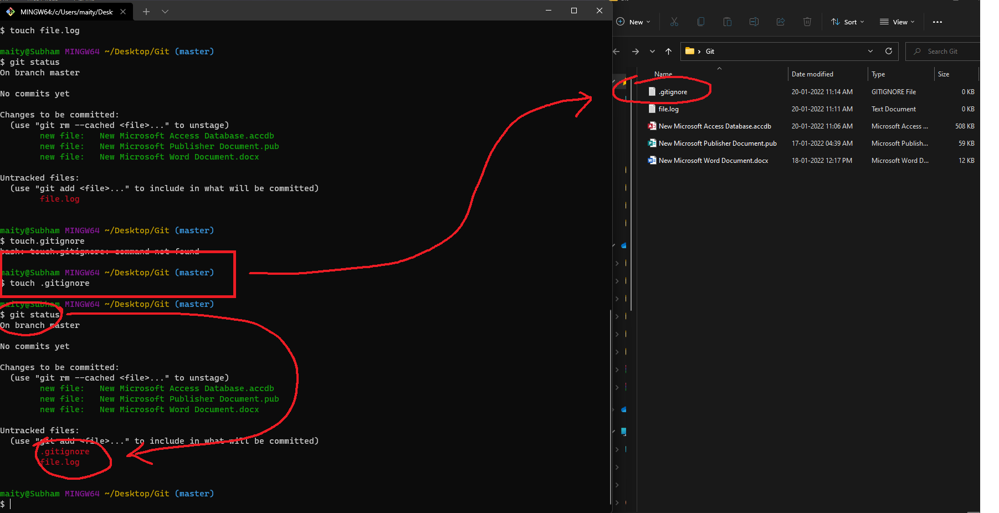 MINGW64:/c/Users/maity/Desk
$ touch file.log
maity@Subham MINGW64 ~/Desktop/Git (master)
$ git status
On branch master
No commits yet
Changes to be committed:
(use "git rm --cached <file>..." to unstage)
new file:   New Microsoft Access Database.accdb
new file:   New Microsoft Publisher Document.pub
new file:   New Microsoft Word Document.docx
Untracked files:
(use "git add <file>..." to include in what will be committed)
file.log
maity@Subham MINGW64 ~/Desktop/Git (master)
$ touch.gitignore
bash: touch.gitignore: command not found
maity@Subham MINGW64 ~/Desktop/Git (master)
$ touch .gitignore
maity@Subham MINGW64 ~/Desktop/Git (master)
$ git status
On branch master
No commits yet
Changes to be committed:
(use "git rm --cached <file>..." to unstage)
new file:   New Microsoft Access Database.accdb
new file:   New Microsoft Publisher Document.pub
new file:   New Microsoft Word Document.docx
Untracked files:
(use "git add <file>..." to include in what will be committed)
.gitignore
file.log
maity@Subham MINGW64 ~/Desktop/Git (master)
$
New Sort View
Git
Search Git
Name Date modified Type Size
.gitignore 20-01-2022 11:14 AM GITIGNORE File 0 KB
file.log 20-01-2022 11:11 AM Text Document 0 KB
New Microsoft Access Database.accdb 20-01-2022 11:06 AM Microsoft Access ... 508 KB
New Microsoft Publisher Document.pub 17-01-2022 04:39 AM Microsoft Publish... 59 KB
New Microsoft Word Document.docx 18-01-2022 12:17 PM Microsoft Word D... 12 KB